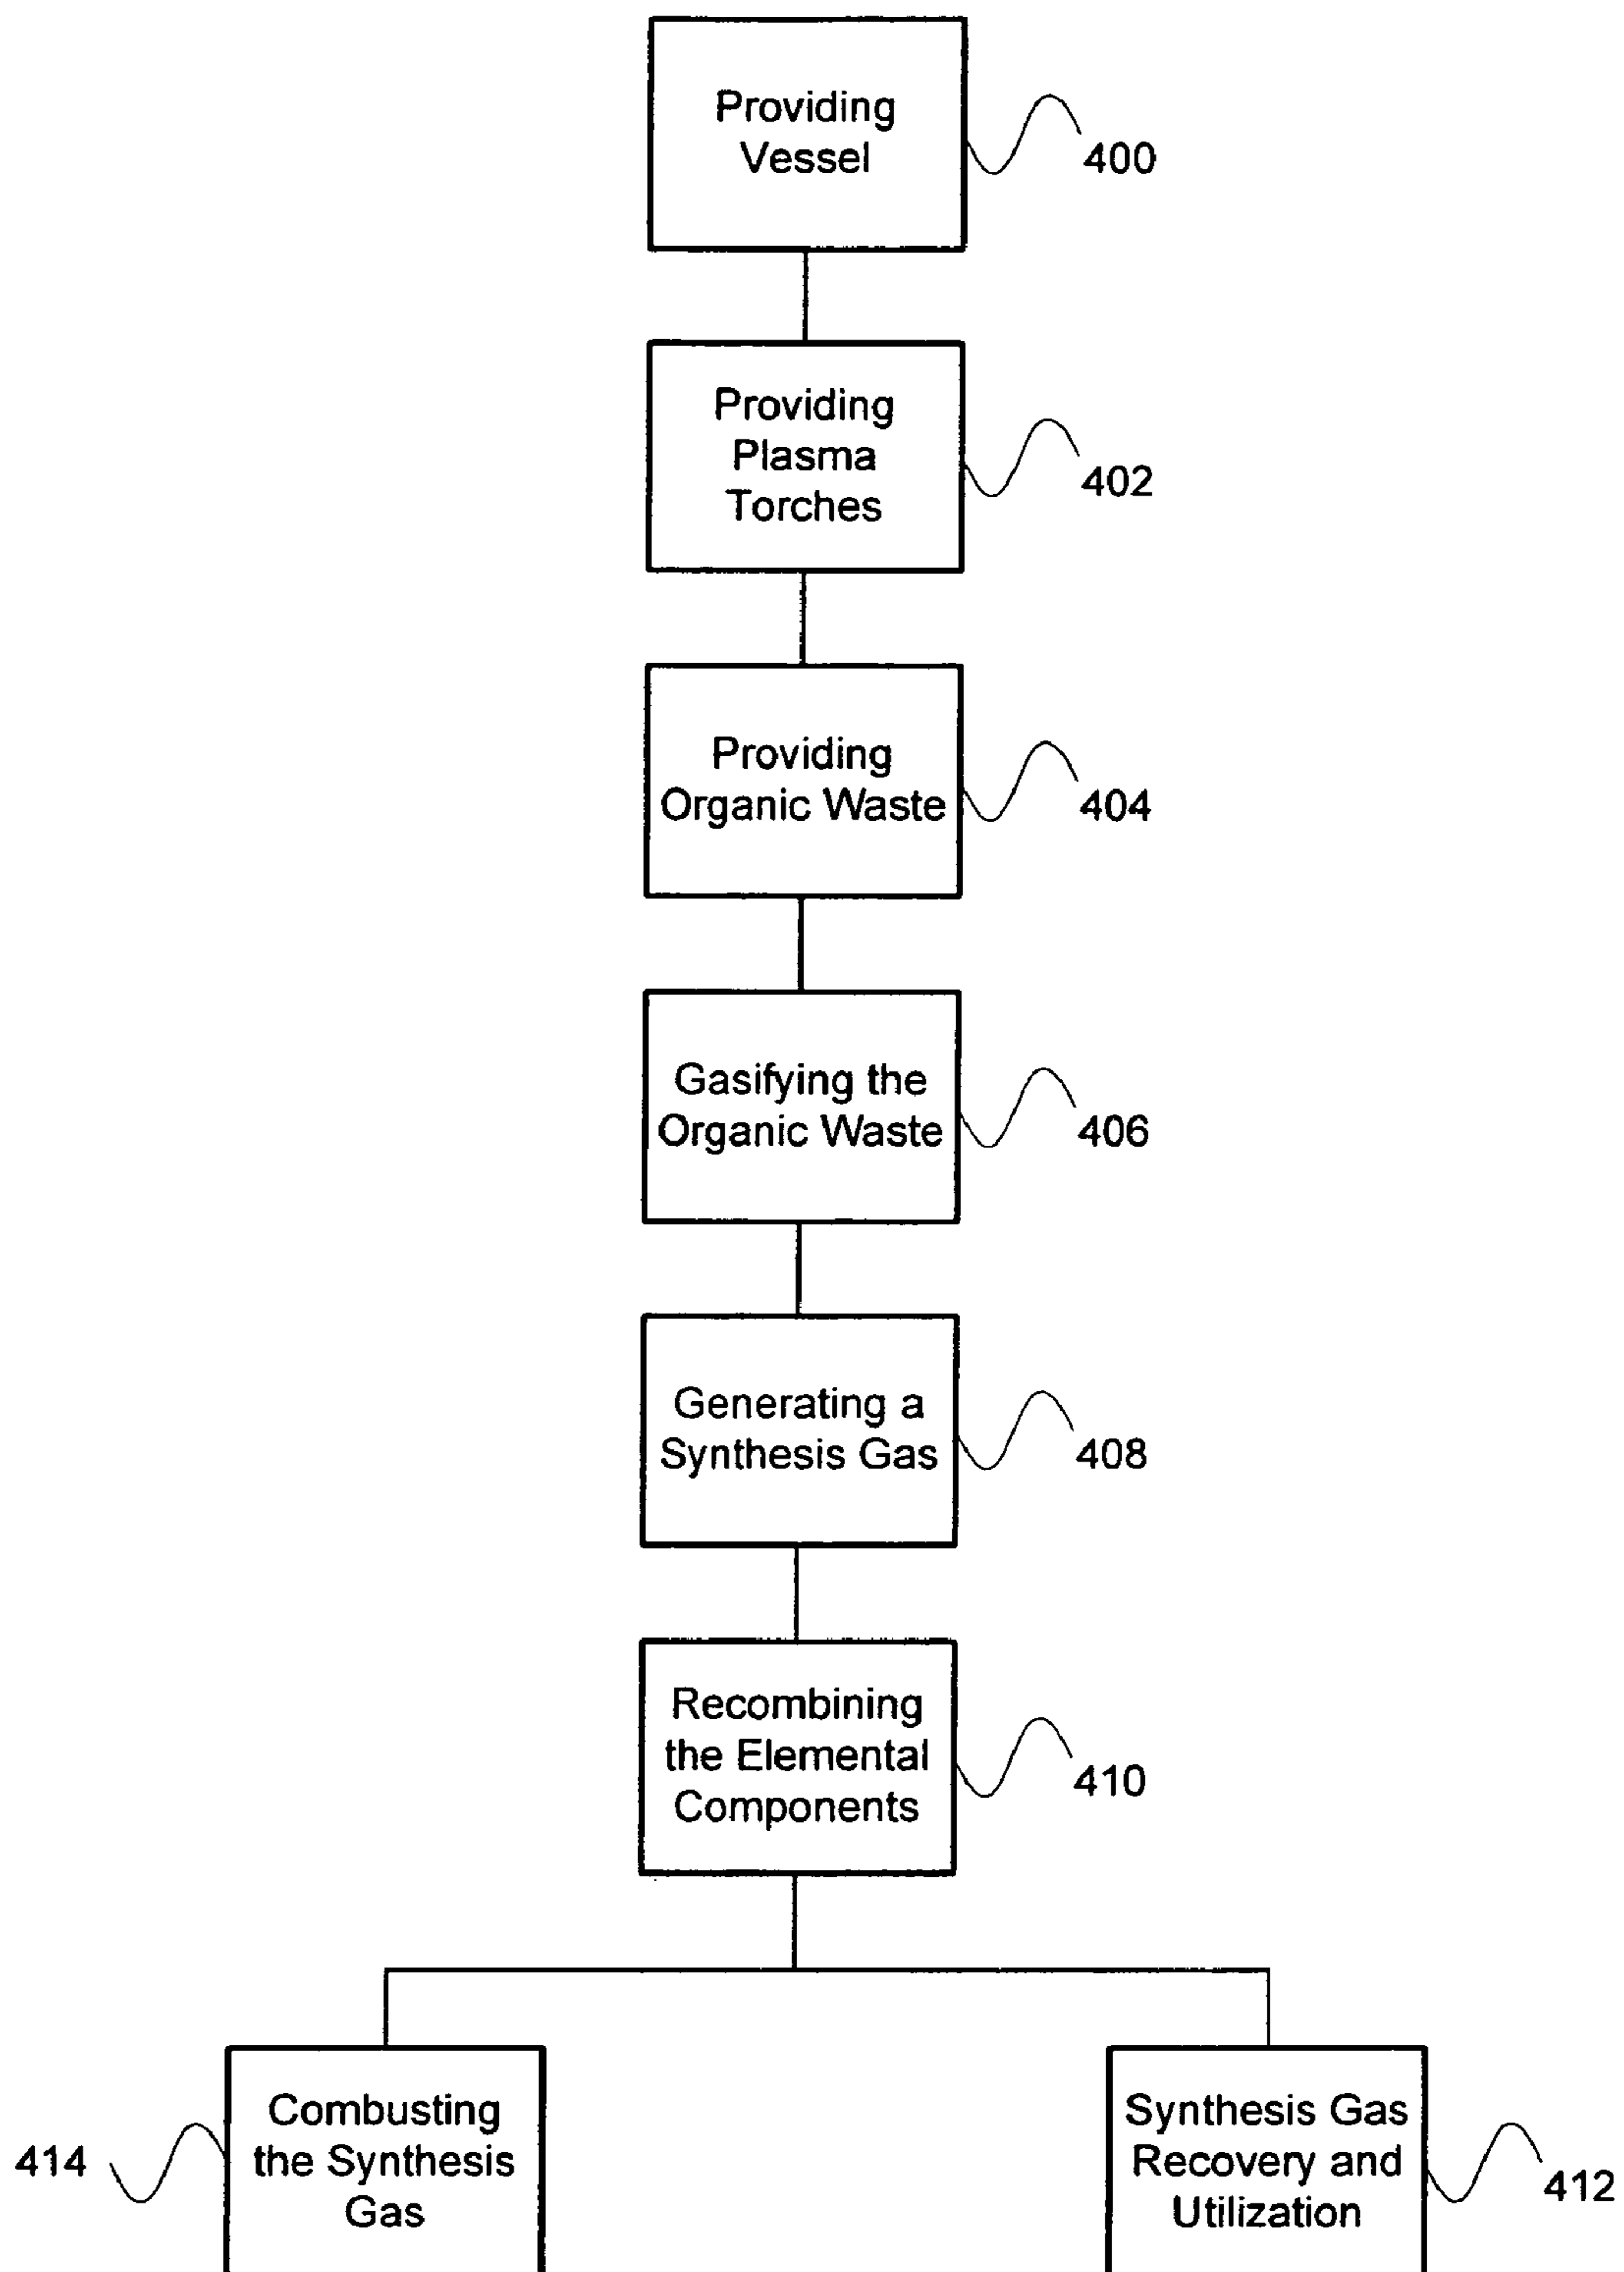 Providing
Vessel
400
Providing
Plasma
Torches
402
Providing
Organic Waste
404
Gasifying the
Organic Waste
406
Generating a
Synthesis Gas
408
Recombining
the Elemental
Components
410
414
Combusting
the Synthesis
Gas
Synthesis Gas
Recovery and
Utilization
412